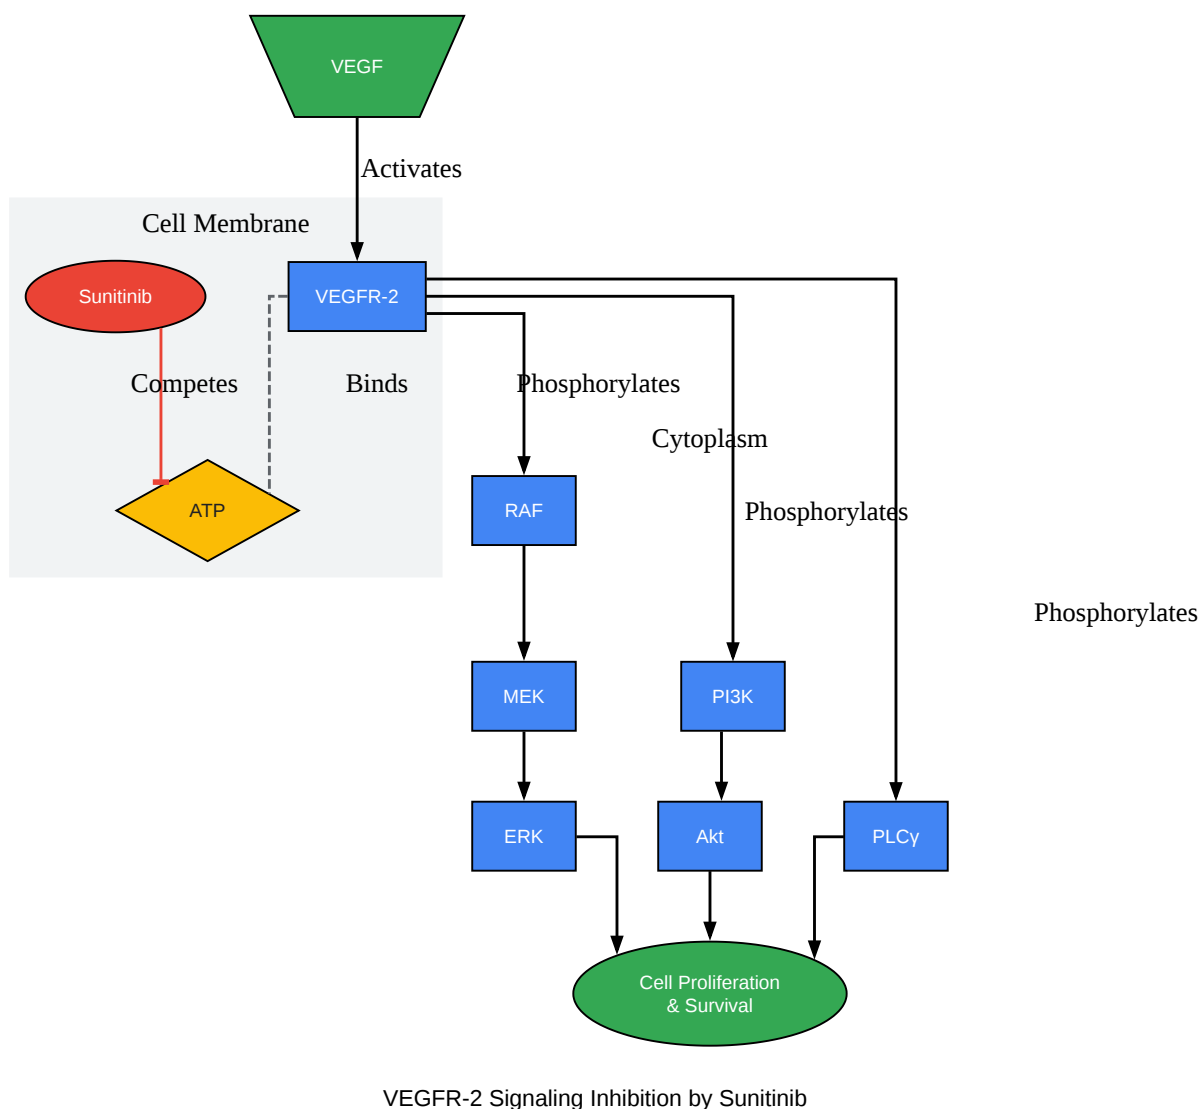 VEGF
Activates
Cell Membrane
Sunitinib
VEGFR-2
Competes
Binds
Phosphorylates
Cytoplasm
RAF
ATP
Phosphorylates
Phosphorylates
MEK
PI3K
ERK
Akt
PLCγ
Cell Proliferation
& Survival
VEGFR-2 Signaling Inhibition by Sunitinib